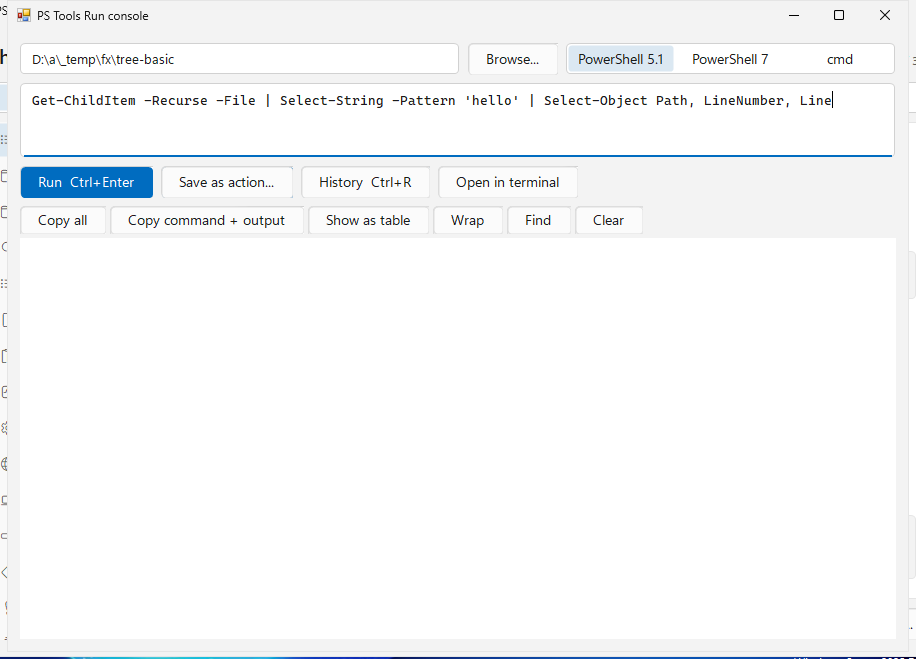 PS Tools Run console
D:\a\_temp\fx\tree-basic
Browse...
PowerShell 5.1
PowerShell 7
cmd
Get-ChildItem -Recurse -File | Select-String -Pattern 'hello' | Select-Object Path, LineNumber, Line
Run Ctrl+Enter
Save as action...
History Ctrl+R
Open in terminal
Copy all
Copy command + output
Show as table
Wrap
Find
Clear